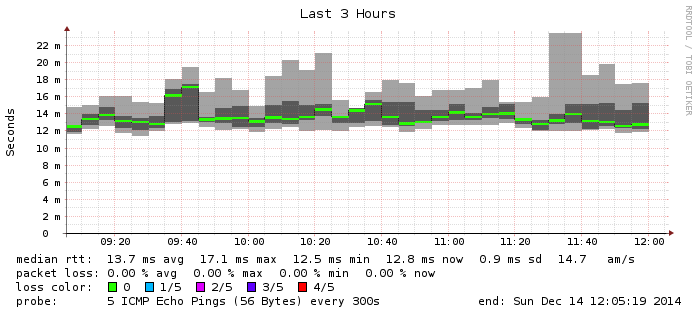 Last 3 Hours
RRDTOOL / TOBI OETIKER
Seconds
22 m
20 m
18 m
16 m
14 m
12 m
10 m
8 m
6 m
4 m
2 m
0
09:20 09:40 10:00 10:20 10:40 11:00 11:20 11:40 12:00
median rtt: 13.7 ms avg 17.1 ms max 12.5 ms min 12.8 ms now 0.9 ms sd 14.7 am/s
packet loss: 0.00 % avg 0.00 % max 0.00 % min 0.00 % now
loss color: 0 1/5 2/5 3/5 4/5
probe: 5 ICMP Echo Pings (56 Bytes) every 300s end: Sun Dec 14 12:05:19 2014